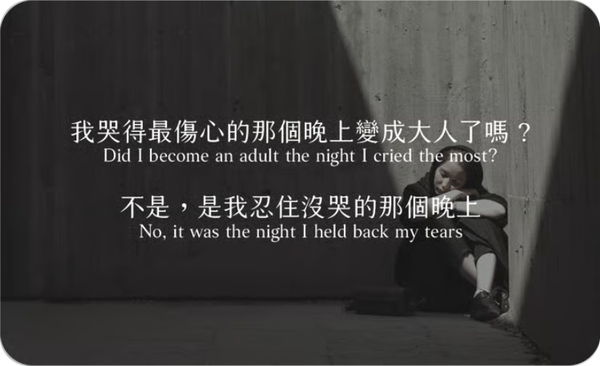 我哭得最傷心的那個晚上變成大人了嗎？
Did I become an adult the night I cried the most?
不是，是我忍住沒哭的那個晚上
No, it was the night I held back my tears